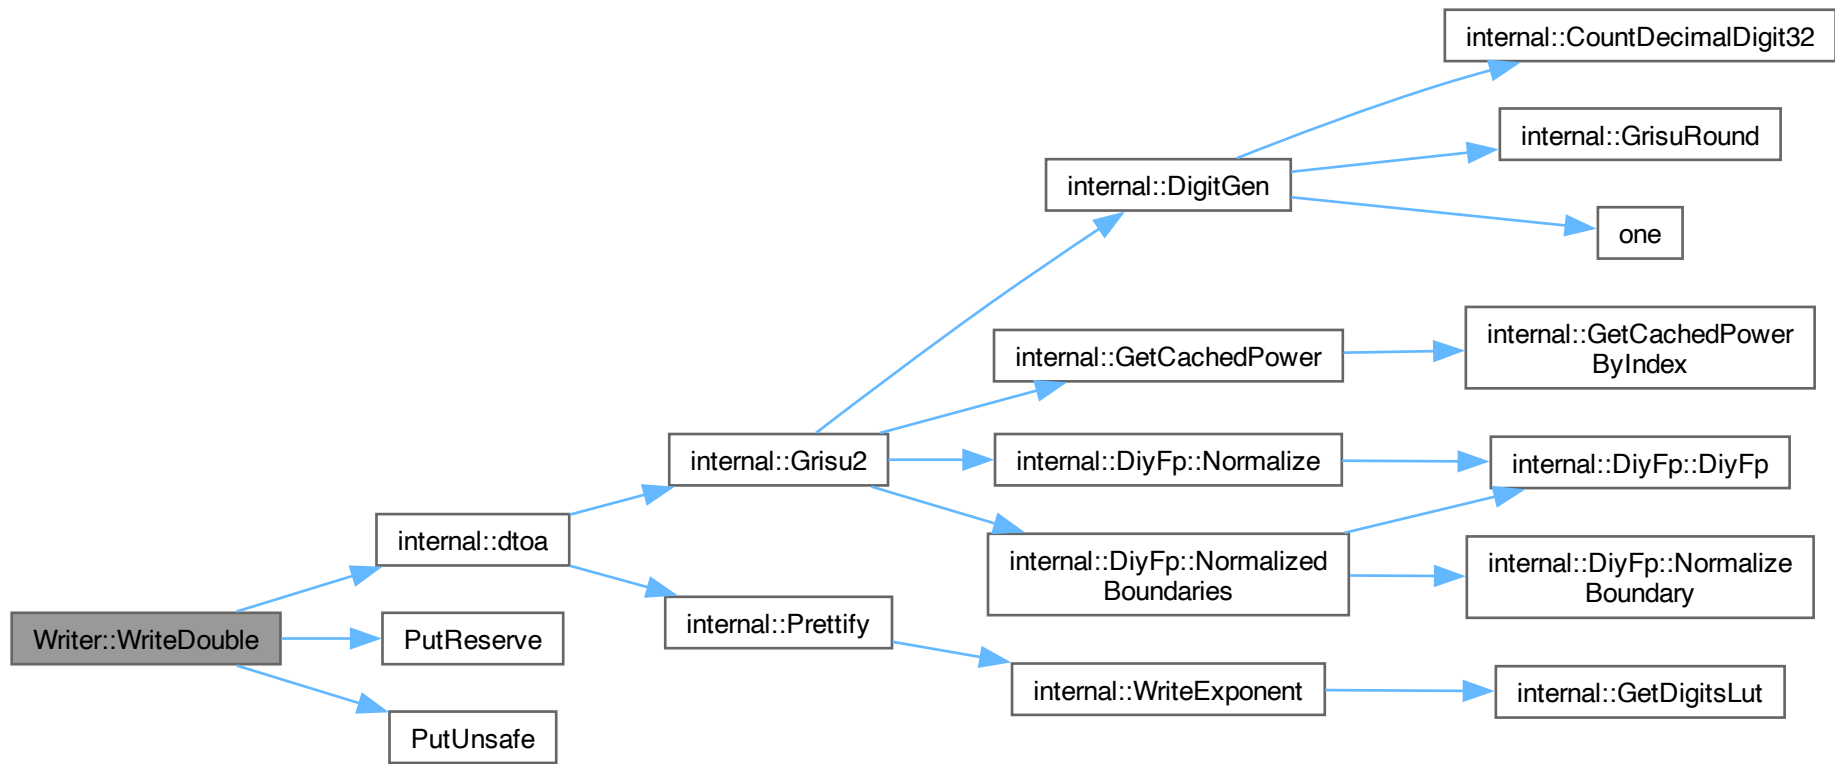 internal::CountDecimalDigit32
internal::GrisuRound
internal::DigitGen
one
internal::GetCachedPower
ByIndex
internal::GetCachedPower
internal::Grisu2
internal::DiyFp::Normalize
internal::DiyFp::DiyFp
internal::dtoa
internal::DiyFp::Normalized
Boundaries
internal::DiyFp::Normalize
Boundary
Writer::WriteDouble
PutReserve
internal::Prettify
internal::WriteExponent
internal::GetDigitsLut
PutUnsafe